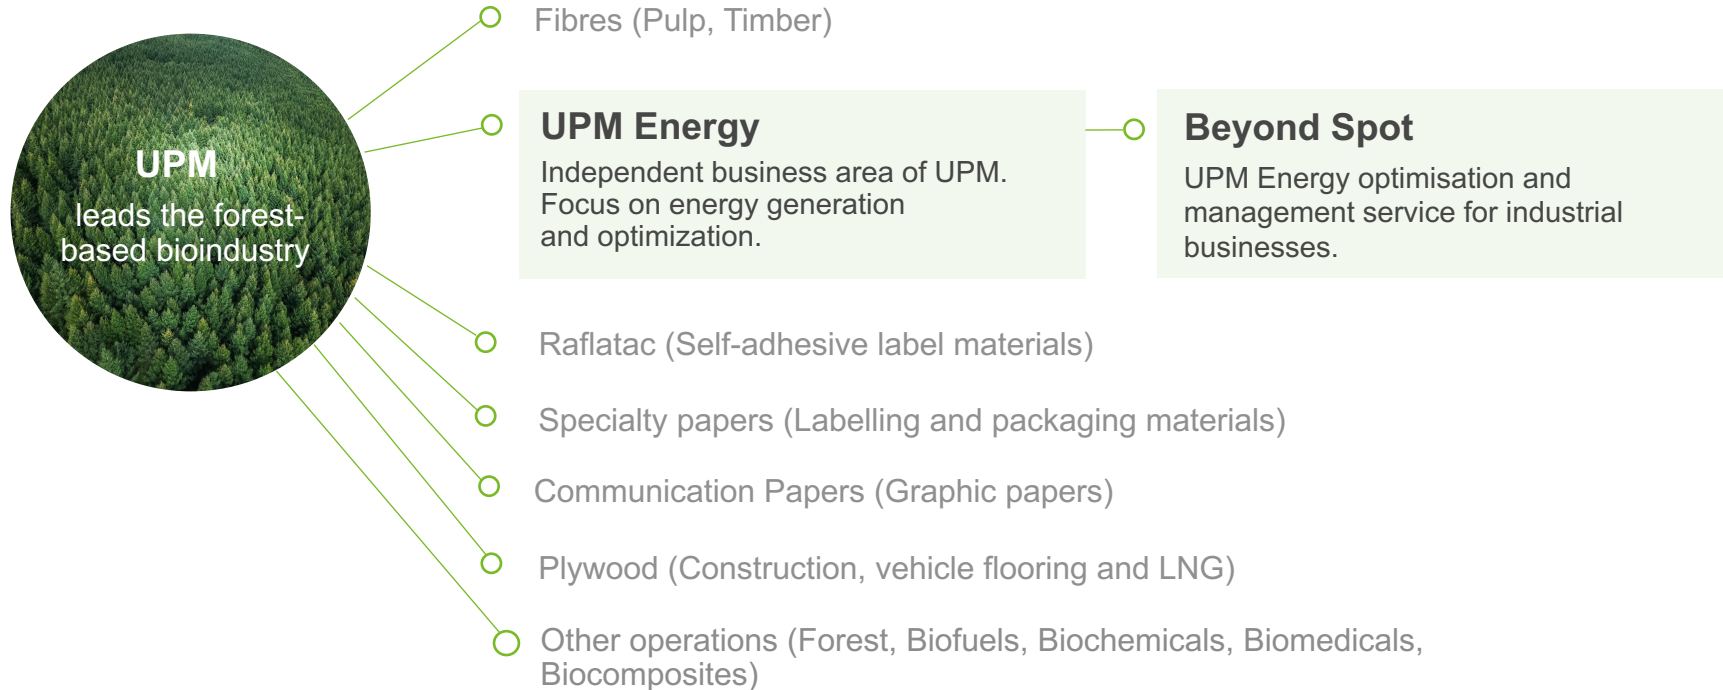 Fibres (Pulp, Timber)
UPM
leads the forest-
based bioindustry
UPM Energy
Independent business area of UPM.
Focus on energy generation
and optimization.
Beyond Spot
UPM Energy optimisation and
management service for industrial
businesses.
Raflatac (Self-adhesive label materials)
Specialty papers (Labelling and packaging materials)
Communication Papers (Graphic papers)
Plywood (Construction, vehicle flooring and LNG)
Other operations (Forest, Biofuels, Biochemicals, Biomedicals,
Biocomposites)